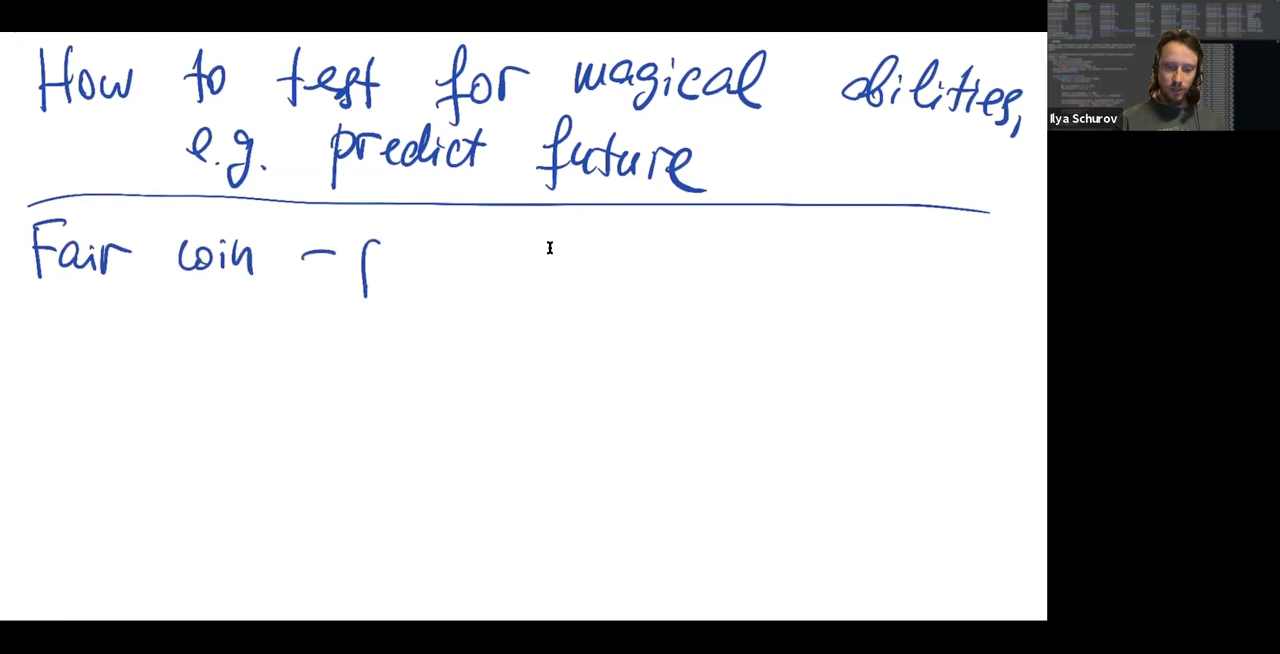 How to test for magical abilities,
e.g. predict future
Fair coin - p
Ilya Schurov